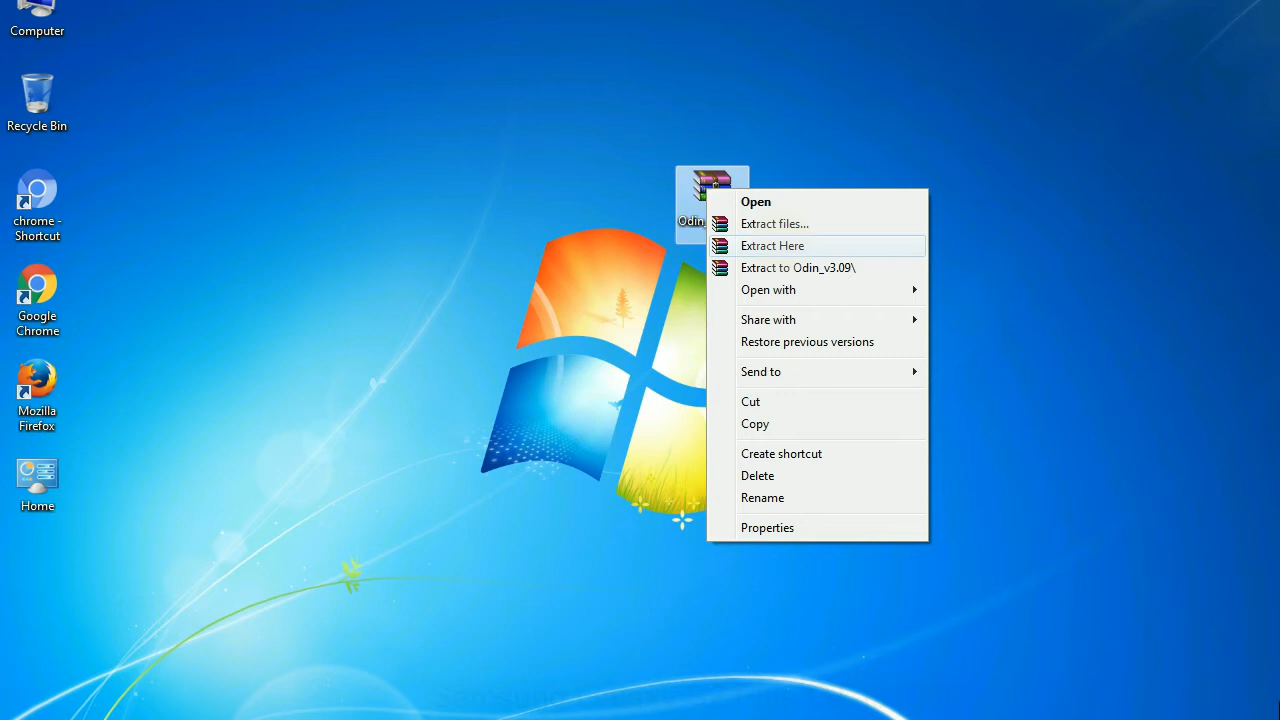 Computer
Recycle Bin
chrome -
Shortcut
Google
Chrome
Mozilla
Firefox
Home
Open
Extract files...
Extract Here
Extract to Odin_v3.09\
Open with
Share with
Restore previous versions
Send to
Cut
Copy
Create shortcut
Delete
Rename
Properties